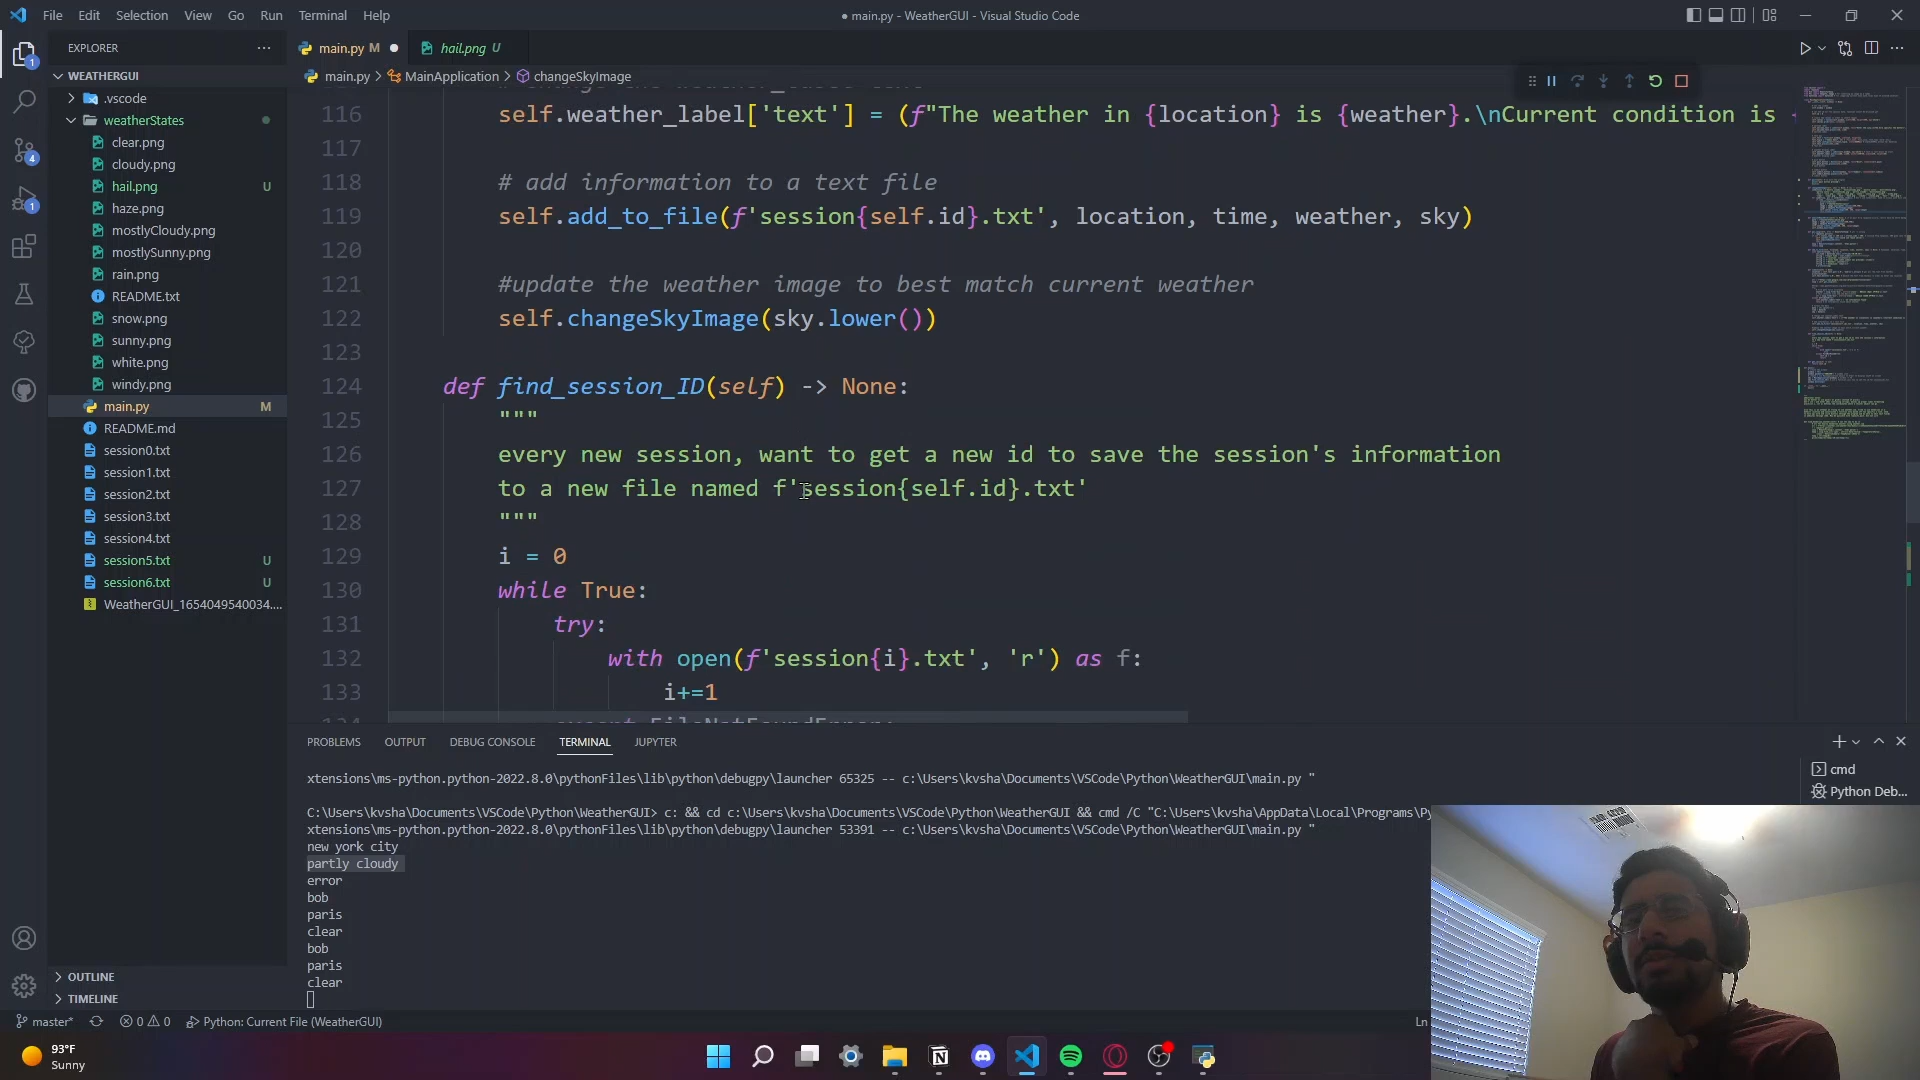 File Edit Selection View Go Run Terminal Help
● main.py - WeatherGUI - Visual Studio Code
EXPLORER
WEATHERGUI
.vscode
weatherStates
clear.png
cloudy.png
hail.png U
haze.png
mostlyCloudy.png
mostlySunny.png
rain.png
README.txt
snow.png
sunny.png
white.png
windy.png
main.py M
README.md
session0.txt
session1.txt
session2.txt
session3.txt
session4.txt
session5.txt U
session6.txt U
WeatherGUI_1654049540034....
OUTLINE
TIMELINE
main.py M
hail.png U
main.py > MainApplication > changeSkyImage
116 self.weather_label['text'] = (f"The weather in {location} is {weather}.\nCurrent condition is {
117
118 # add information to a text file
119 self.add_to_file(f'session{self.id}.txt', location, time, weather, sky)
120
121 #update the weather image to best match current weather
122 self.changeSkyImage(sky.lower())
123
124 def find_session_ID(self) -> None:
125 """
126 every new session, want to get a new id to save the session's information
127 to a new file named f'session{self.id}.txt'
128 """
129 i = 0
130 while True:
131 try:
132 with open(f'session{i}.txt', 'r') as f:
133 i+=1
134 except FileNotFoundError:
PROBLEMS OUTPUT DEBUG CONSOLE TERMINAL JUPYTER
cmd
Python Deb...
xtensions\ms-python.python-2022.8.0\pythonFiles\lib\python\debugpy\launcher 65325 -- c:\Users\kvsha\Documents\VSCode\Python\WeatherGUI\main.py "
C:\Users\kvsha\Documents\VSCode\Python\WeatherGUI> c: && cd c:\Users\kvsha\Documents\VSCode\Python\WeatherGUI && cmd /C "C:\Users\kvsha\AppData\Local\Programs\Py
xtensions\ms-python.python-2022.8.0\pythonFiles\lib\python\debugpy\launcher 53391 -- c:\Users\kvsha\Documents\VSCode\Python\WeatherGUI\main.py "
new york city
partly cloudy
error
bob
paris
clear
bob
paris
clear
master* 0 0 Python: Current File (WeatherGUI)
Ln
93°F
Sunny